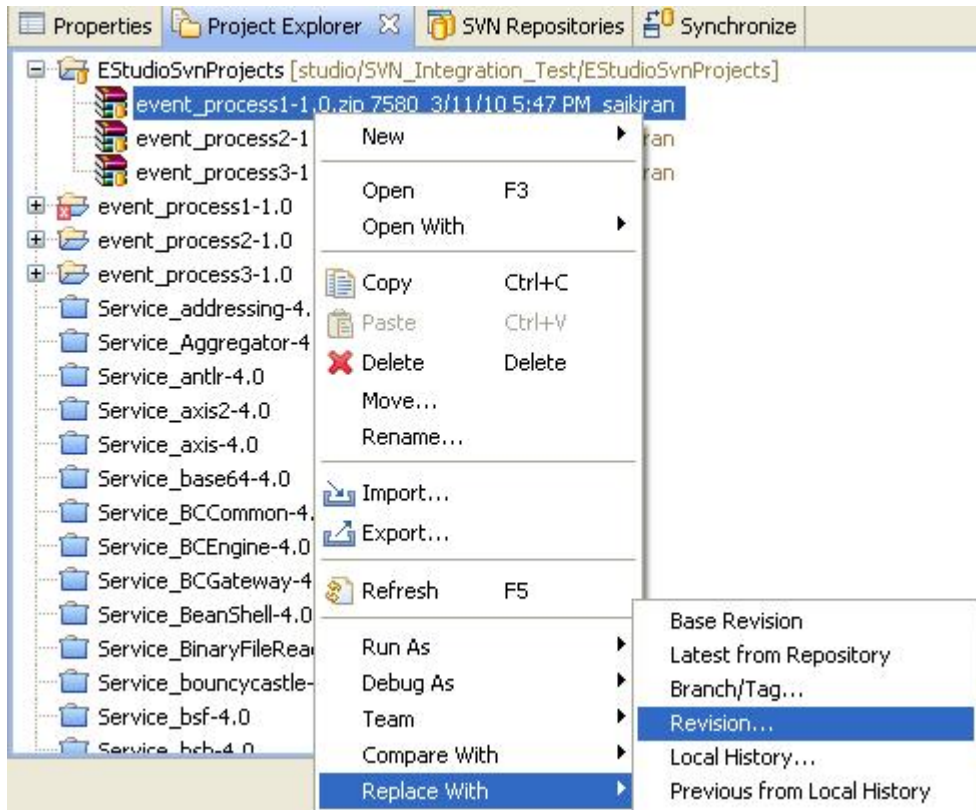 Properties Project Explorer SVN Repositories Synchronize
EStudioSvnProjects [studio/SVN_Integration_Test/EStudioSvnProjects]
event_process1-1.0.zip 7580 3/11/10 5:47 PM saikiran
event_process2-1 ran
event_process3-1 ran
event_process1-1.0
event_process2-1.0
event_process3-1.0
Service_addressing-4.
Service_Aggregator-4
Service_antlr-4.0
Service_axis2-4.0
Service_axis-4.0
Service_base64-4.0
Service_BCCommon-4.
Service_BCEngine-4.0
Service_BCGateway-4
Service_BeanShell-4.0
Service_BinaryFileRea
Service_bouncycastle-
Service_bsf-4.0
Service_bsh-4.0
New
Open F3
Open With
Copy Ctrl+C
Paste Ctrl+V
Delete Delete
Move...
Rename...
Import...
Export...
Refresh F5
Run As
Debug As
Team
Compare With
Replace With
Base Revision
Latest from Repository
Branch/Tag...
Revision...
Local History...
Previous from Local History